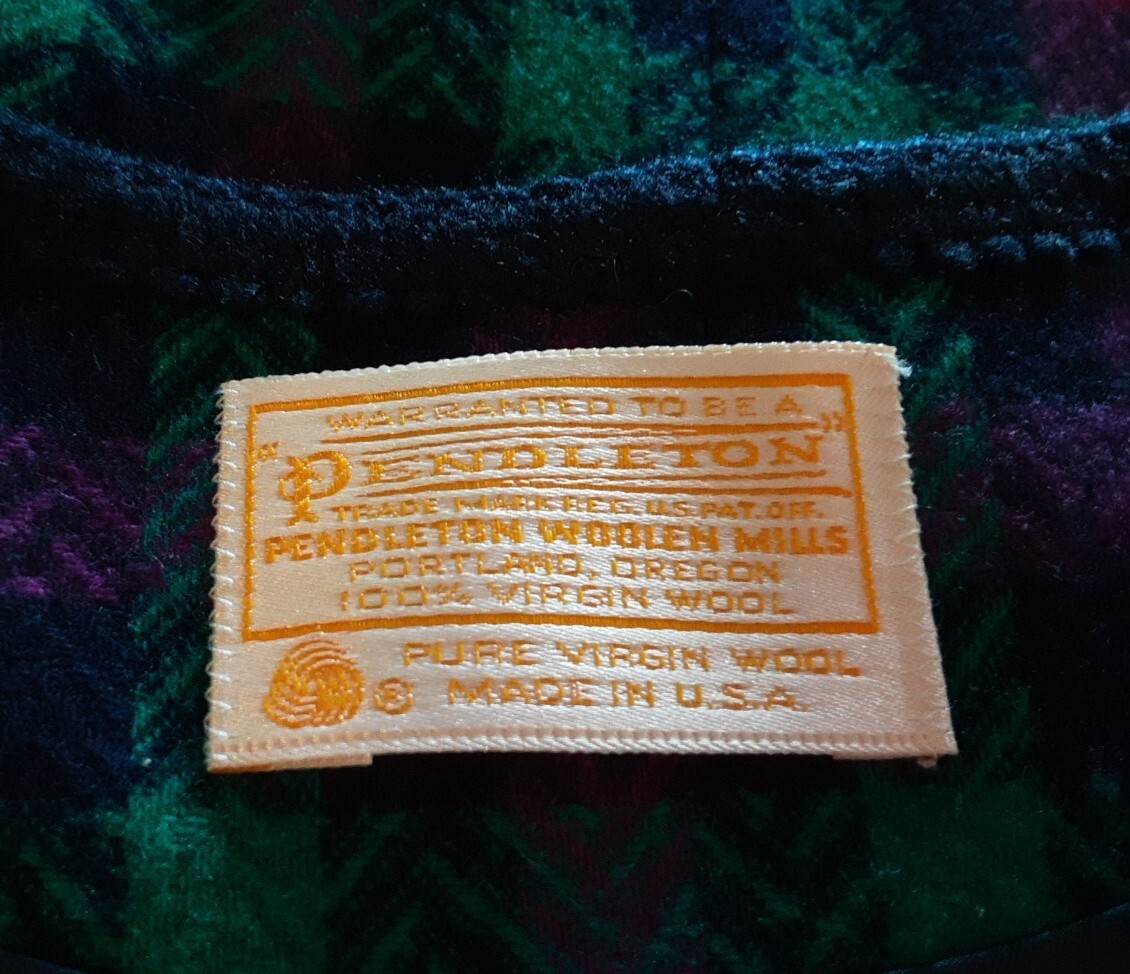 WARRANTED TO BE A
"PENDLETON"
TRADE MARK REG. U.S. PAT. OFF.
PENDLETON WOOLEN MILLS
PORTLAND, OREGON
100% VIRGIN WOOL
PURE VIRGIN WOOL
® MADE IN U.S.A.